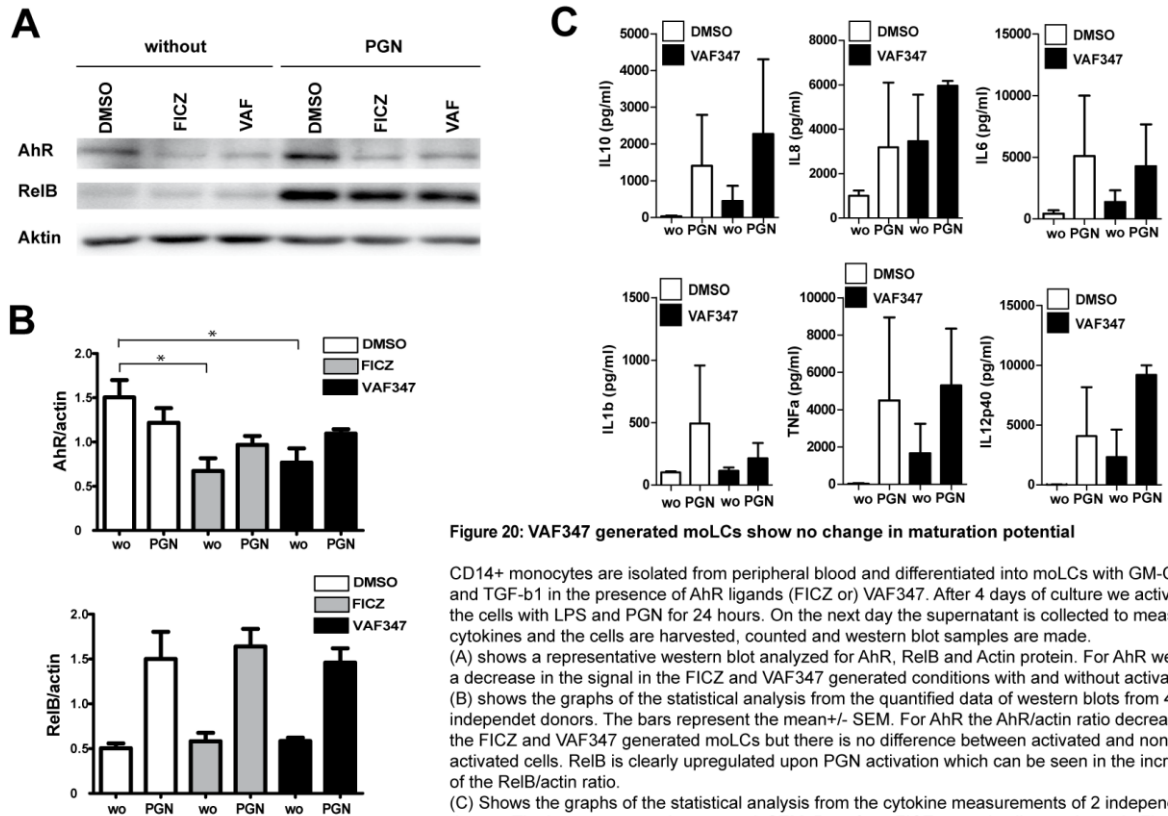 A
without
PGN
DMSO
FICZ
VAF
DMSO
FICZ
VAF
AhR
RelB
Aktin
B
*
*
DMSO
FICZ
VAF347
AhR/actin
2.0
1.5
1.0
0.5
0
wo PGN wo PGN wo PGN
DMSO
FICZ
VAF347
RelB/actin
2.0
1.5
1.0
0.5
0
wo PGN wo PGN wo PGN
C
DMSO
VAF347
IL10 (pg/ml)
5000
4000
3000
2000
1000
0
wo PGN wo PGN
DMSO
VAF347
IL8 (pg/ml)
8000
6000
4000
2000
0
wo PGN wo PGN
DMSO
VAF347
IL6 (pg/ml)
15000
10000
5000
0
wo PGN wo PGN
DMSO
VAF347
IL1b (pg/ml)
1500
1000
500
0
wo PGN wo PGN
DMSO
VAF347
TNFa (pg/ml)
10000
8000
6000
4000
2000
0
wo PGN wo PGN
DMSO
VAF347
IL12p40 (pg/ml)
15000
10000
5000
0
wo PGN wo PGN
Figure 20: VAF347 generated moLCs show no change in maturation potential
CD14+ monocytes are isolated from peripheral blood and differentiated into moLCs with
and TGF-b1 in the presence of AhR ligands (FICZ or) VAF347. After 4 days of culture we
the cells with LPS and PGN for 24 hours. On the next day the supernatant is collected to
cytokines and the cells are harvested, counted and western blot samples are made.
(A) shows a representative western blot analyzed for AhR, RelB and Actin protein. For AhR
a decrease in the signal in the FICZ and VAF347 generated conditions with and without
(B) shows the graphs of the statistical analysis from the quantified data of western blots from
independet donors. The bars represent the mean+/- SEM. For AhR the AhR/actin ratio
the FICZ and VAF347 generated moLCs but there is no difference between activated and non
activated cells. RelB is clearly upregulated upon PGN activation which can be seen in the
of the RelB/actin ratio.
(C) Shows the graphs of the statistical analysis from the cytokine measurements of 2